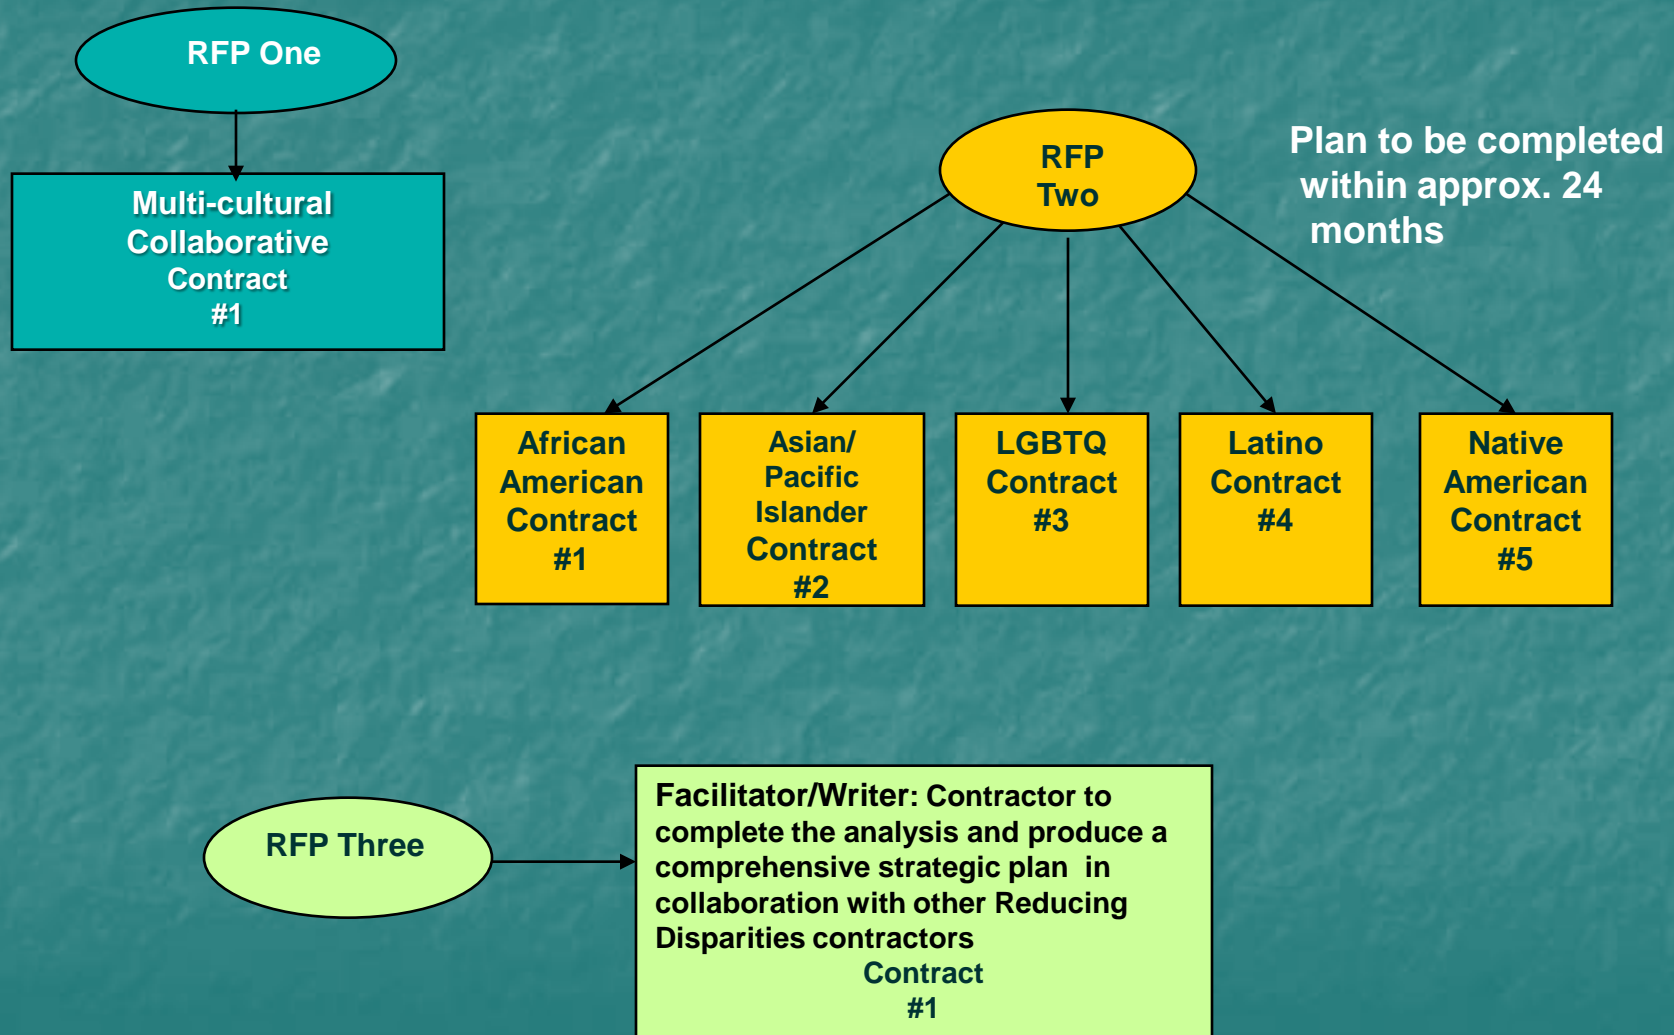 RFP One
Multi-cultural
Collaborative
Contract
#1
RFP
Two
Plan to be completed
within approx. 24
months
African
American
Contract
#1
Asian/
Pacific
Islander
Contract
#2
LGBTQ
Contract
#3
Latino
Contract
#4
Native
American
Contract
#5
RFP Three
Facilitator/Writer: Contractor to
complete the analysis and produce a
comprehensive strategic plan in
collaboration with other Reducing
Disparities contractors
Contract
#1